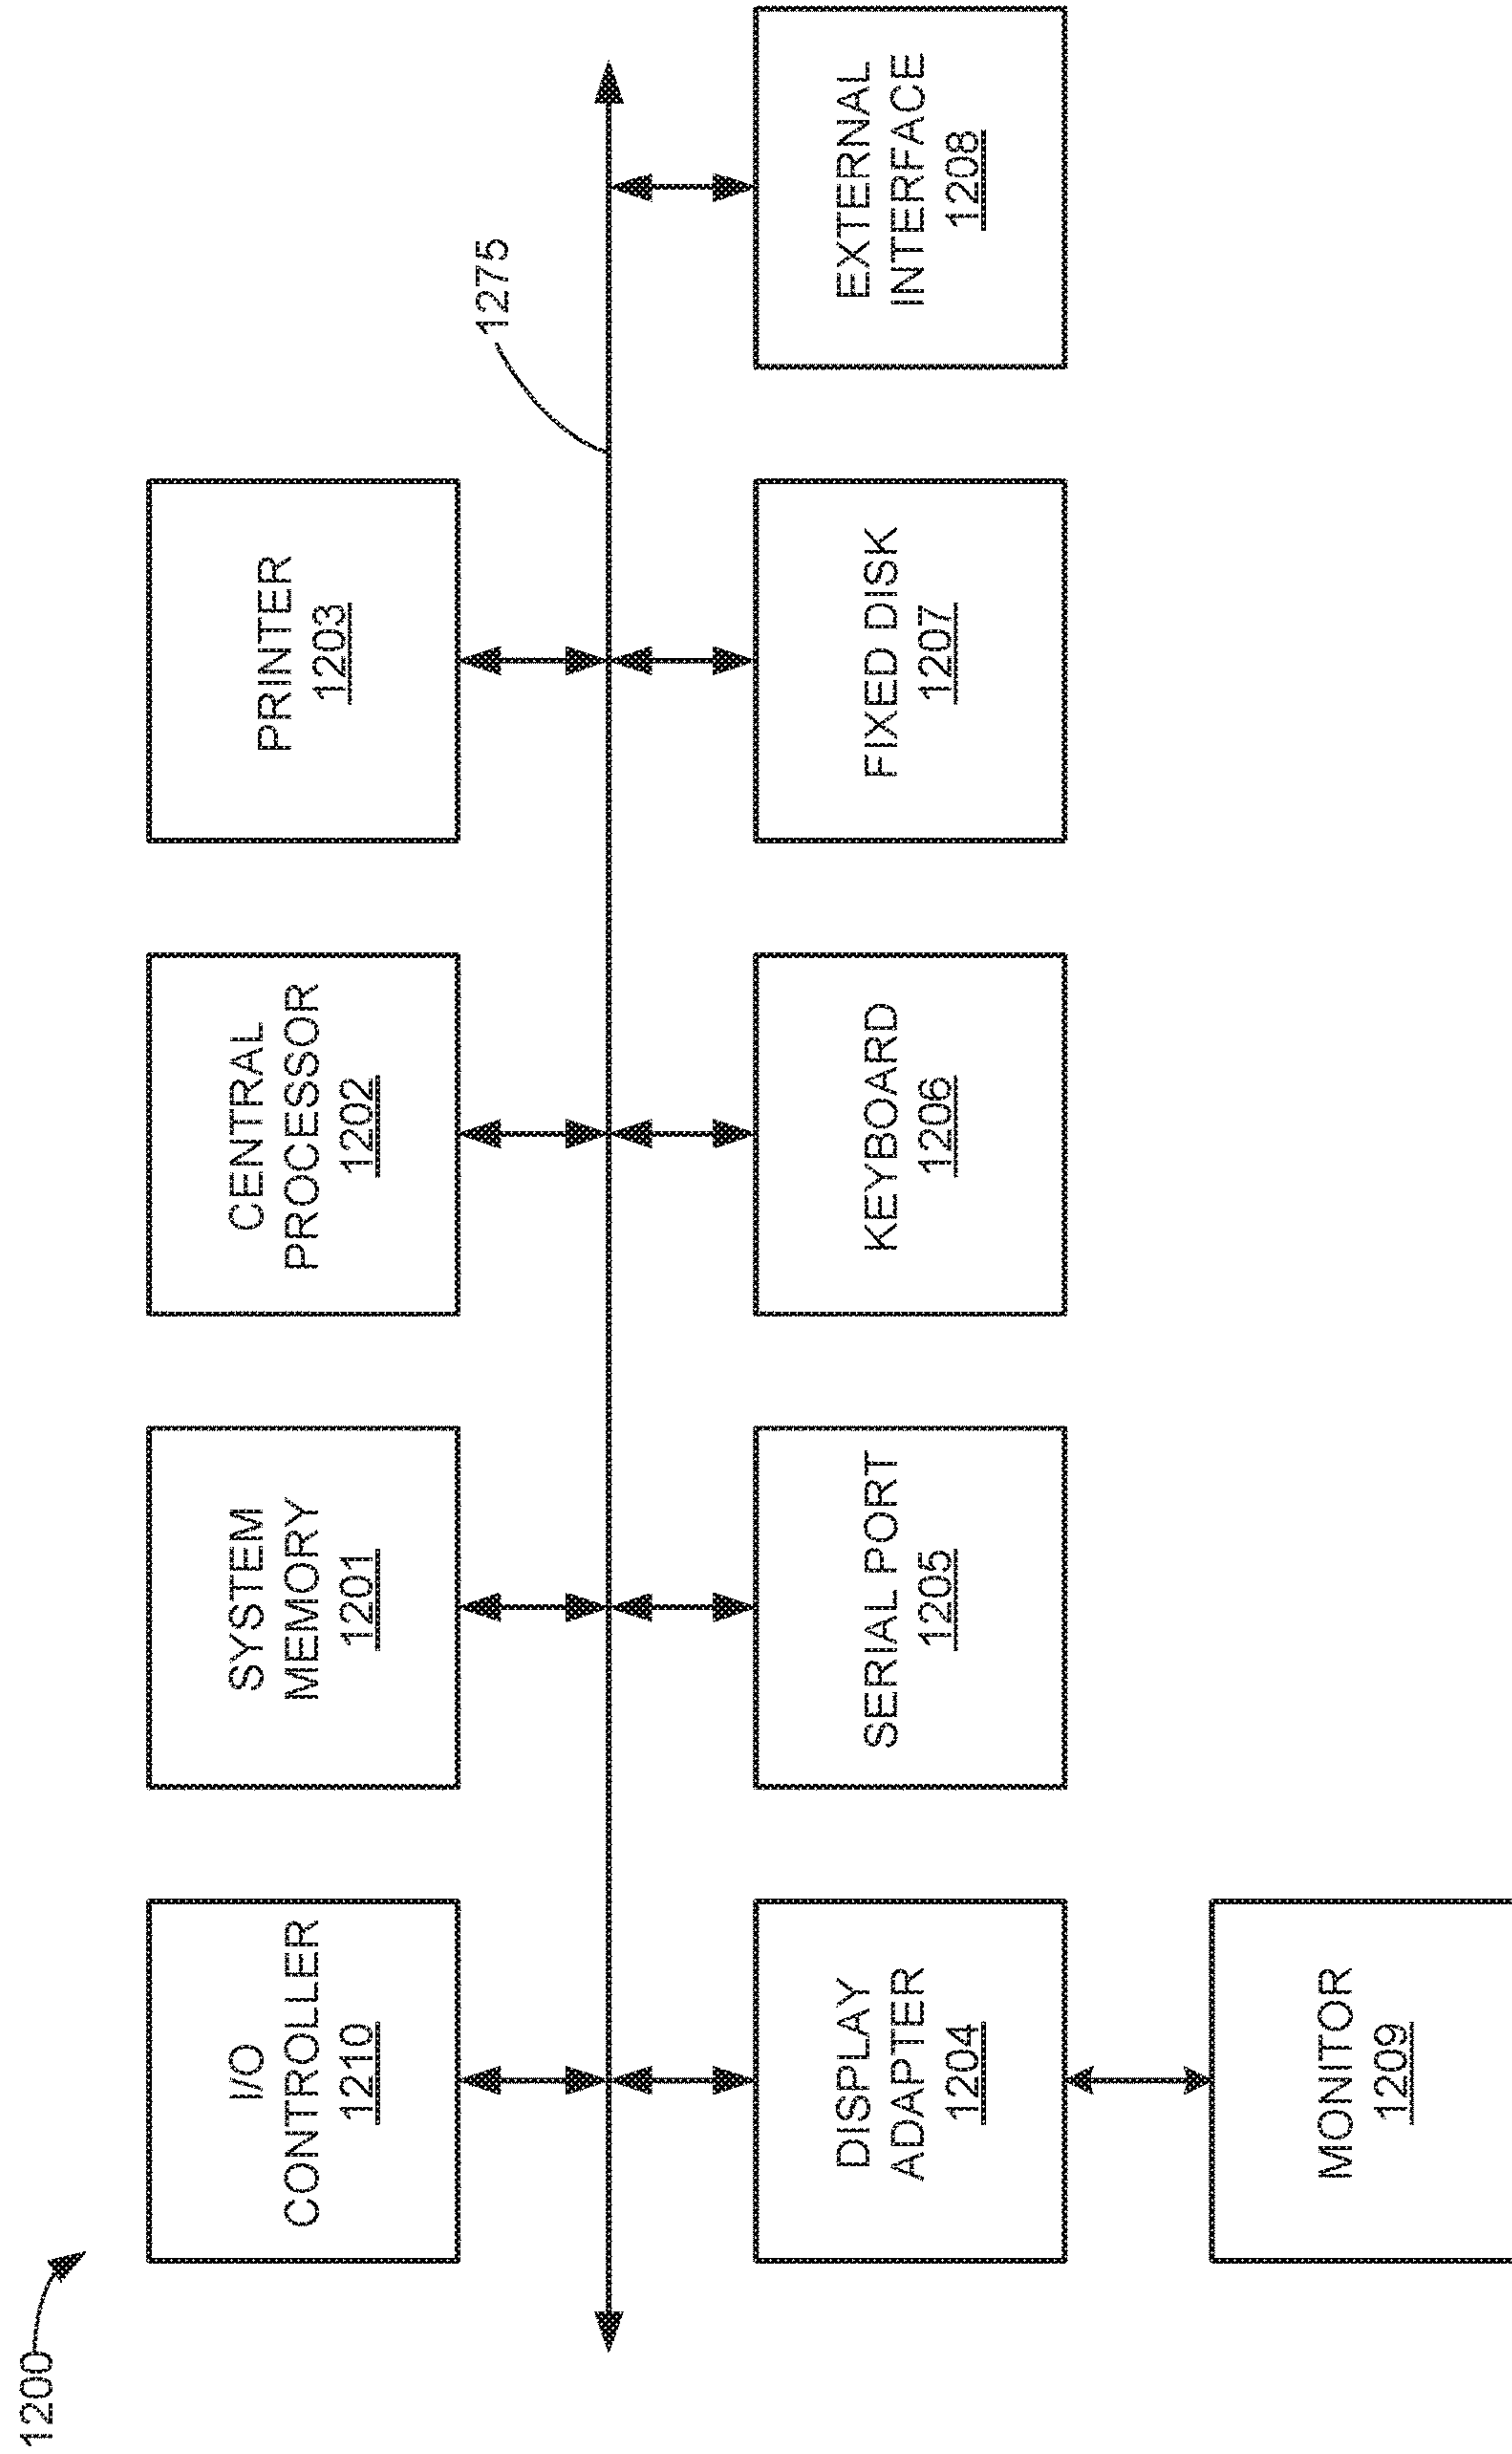 1200
I/O
CONTROLLER
1210
SYSTEM
MEMORY
1201
CENTRAL
PROCESSOR
1202
PRINTER
1203
1275
DISPLAY
ADAPTER
1204
SERIAL PORT
1205
KEYBOARD
1206
FIXED DISK
1207
EXTERNAL
INTERFACE
1208
MONITOR
1209